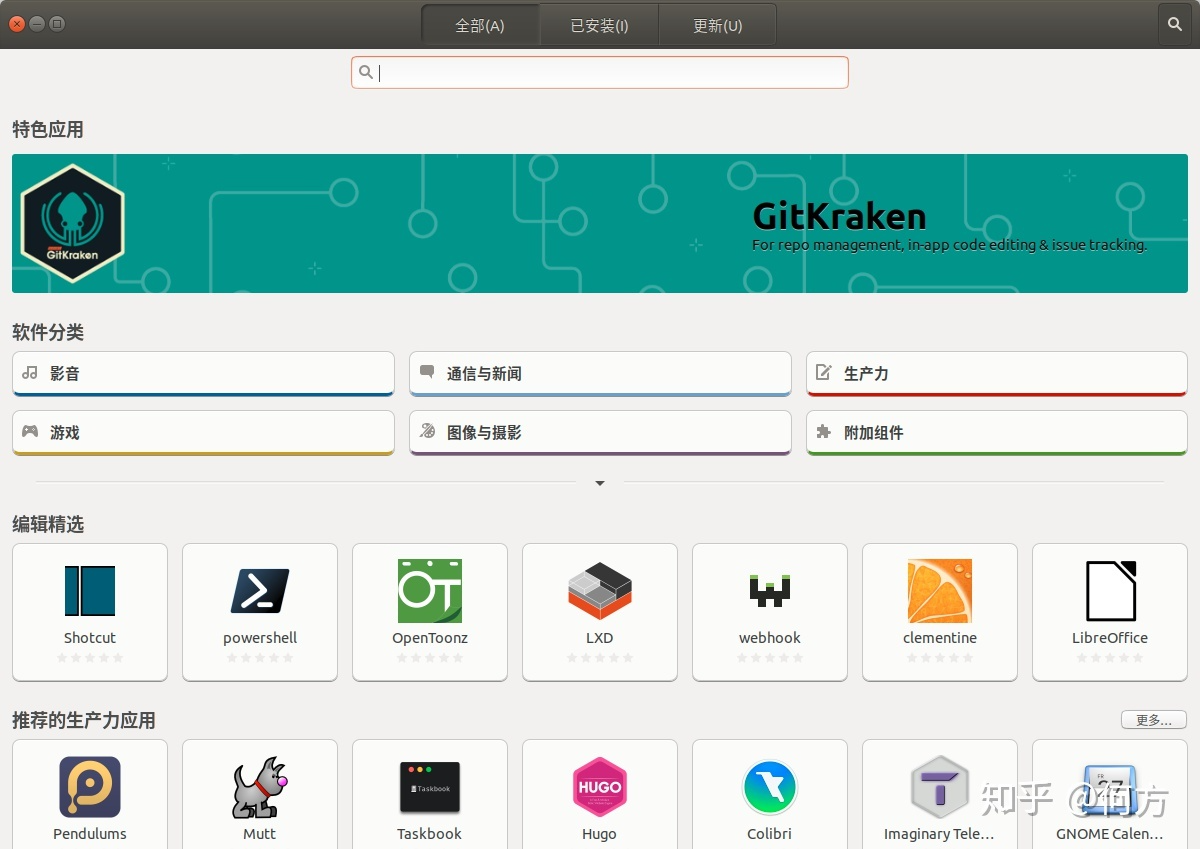 全部(A) 已安装(I) 更新(U)
特色应用
GitKraken
GitKraken
For repo management, in-app code editing & issue tracking.
软件分类
影音 通信与新闻 生产力
游戏 图像与摄影 附加组件
编辑精选
Shotcut powershell OpenToonz LXD webhook clementine LibreOffice
推荐的生产力应用 更多...
Taskbook HUGO FR 27
Pendulums Mutt Taskbook Hugo Colibri Imaginary Tele... GNOME Calen...
知乎 @何方